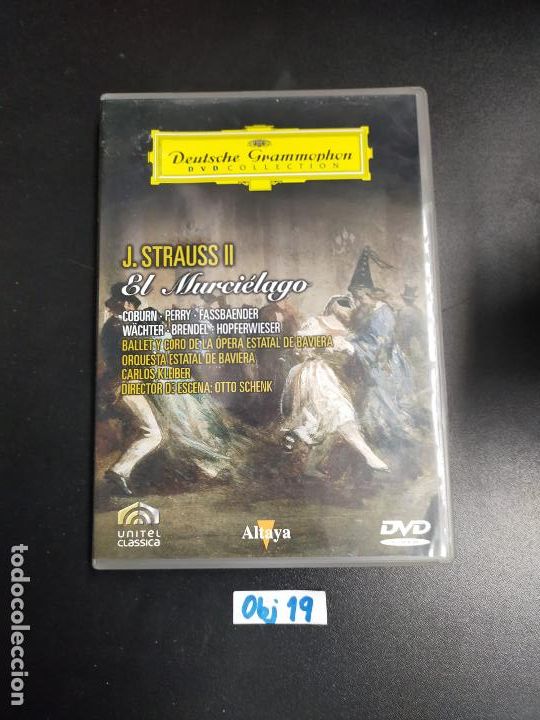 Deutsche Grammophon
DVD COLLECTION
J. STRAUSS II
El Murciélago
COBURN · PERRY · FASSBAENDER
WÄCHTER · BRENDEL · HOPFERWIESER
BALLET Y CORO DE LA ÓPERA ESTATAL DE BAVIERA
ORQUESTA ESTATAL DE BAVIERA
CARLOS KLEIBER
DIRECTOR DE ESCENA: OTTO SCHENK
UNITEL
CLASSICA
Altaya
DVD
Obj 19
todocoleccion